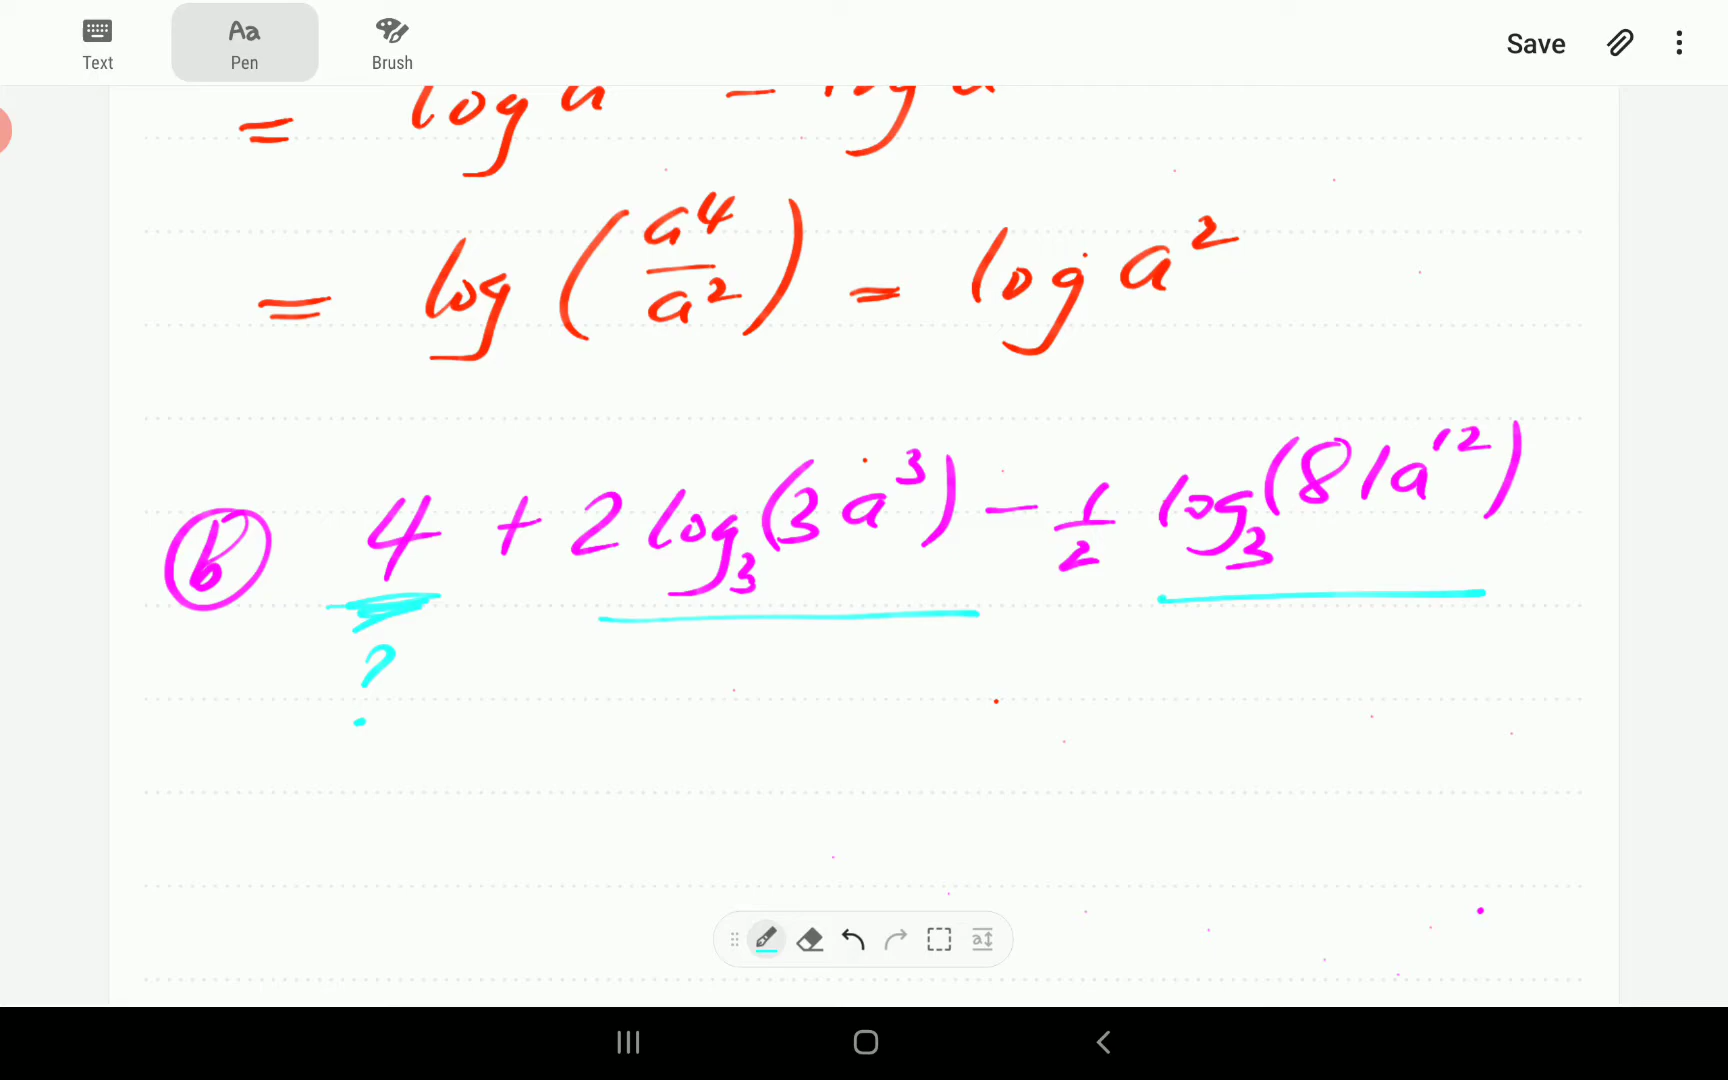 Text
Aa
Pen
Brush
Save
= log a - log a
= log (a⁴/a²) = log a²
ⓑ 4 + 2 log₃(3a³) - 1/2 log₃(81a¹²)
?
a